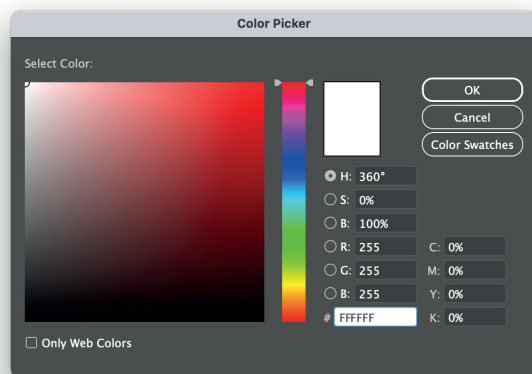 Color Picker
Select Color:
OK
Cancel
Color Swatches
H: 360°
S: 0%
B: 100%
R: 255 C: 0%
G: 255 M: 0%
B: 255 Y: 0%
# FFFFFF K: 0%
Only Web Colors